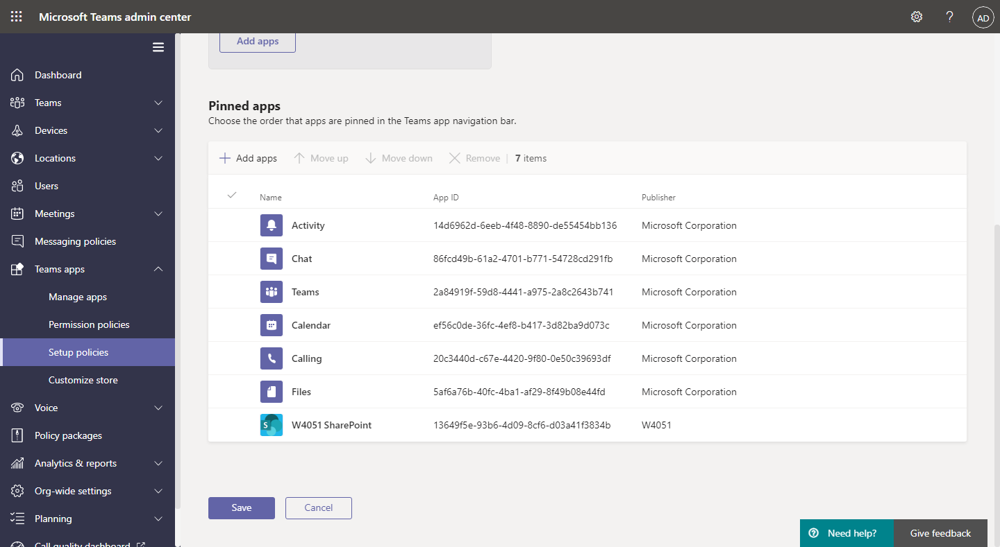 Microsoft Teams admin center
AD
Dashboard
Teams
Devices
Locations
Users
Meetings
Messaging policies
Teams apps
Manage apps
Permission policies
Setup policies
Customize store
Voice
Policy packages
Analytics & reports
Org-wide settings
Planning
Call quality dashboard
Add apps
Pinned apps
Choose the order that apps are pinned in the Teams app navigation bar.
Add apps Move up Move down Remove | 7 items
Name App ID Publisher
Activity 14d6962d-6eeb-4f48-8890-de55454bb136 Microsoft Corporation
Chat 86fcd49b-61a2-4701-b771-54728cd291fb Microsoft Corporation
Teams 2a84919f-59d8-4441-a975-2a8c2643b741 Microsoft Corporation
Calendar ef56c0de-36fc-4ef8-b417-3d82ba9d073c Microsoft Corporation
Calling 20c3440d-c67e-4420-9f80-0e50c39693df Microsoft Corporation
Files 5af6a76b-40fc-4ba1-af29-8f49b08e44fd Microsoft Corporation
S W4051 SharePoint 13649f5e-93b6-4d09-8cf6-d03a41f3834b W4051
Save Cancel
? Need help? Give feedback